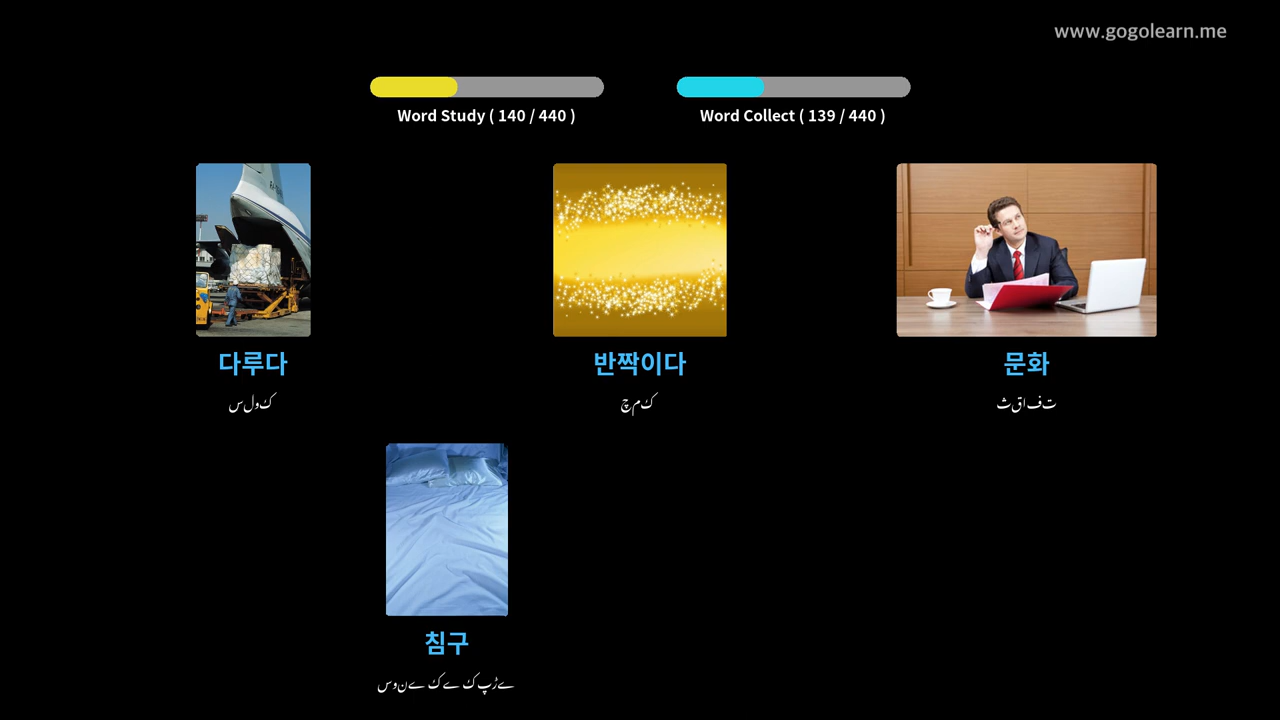 www.gogolearn.me
Word Study ( 140 / 440 )
Word Collect ( 139 / 440 )
다루다
کولس
반짝이다
کمچ
문화
تفاقث
침구
ےڑپک ےک ےنوس